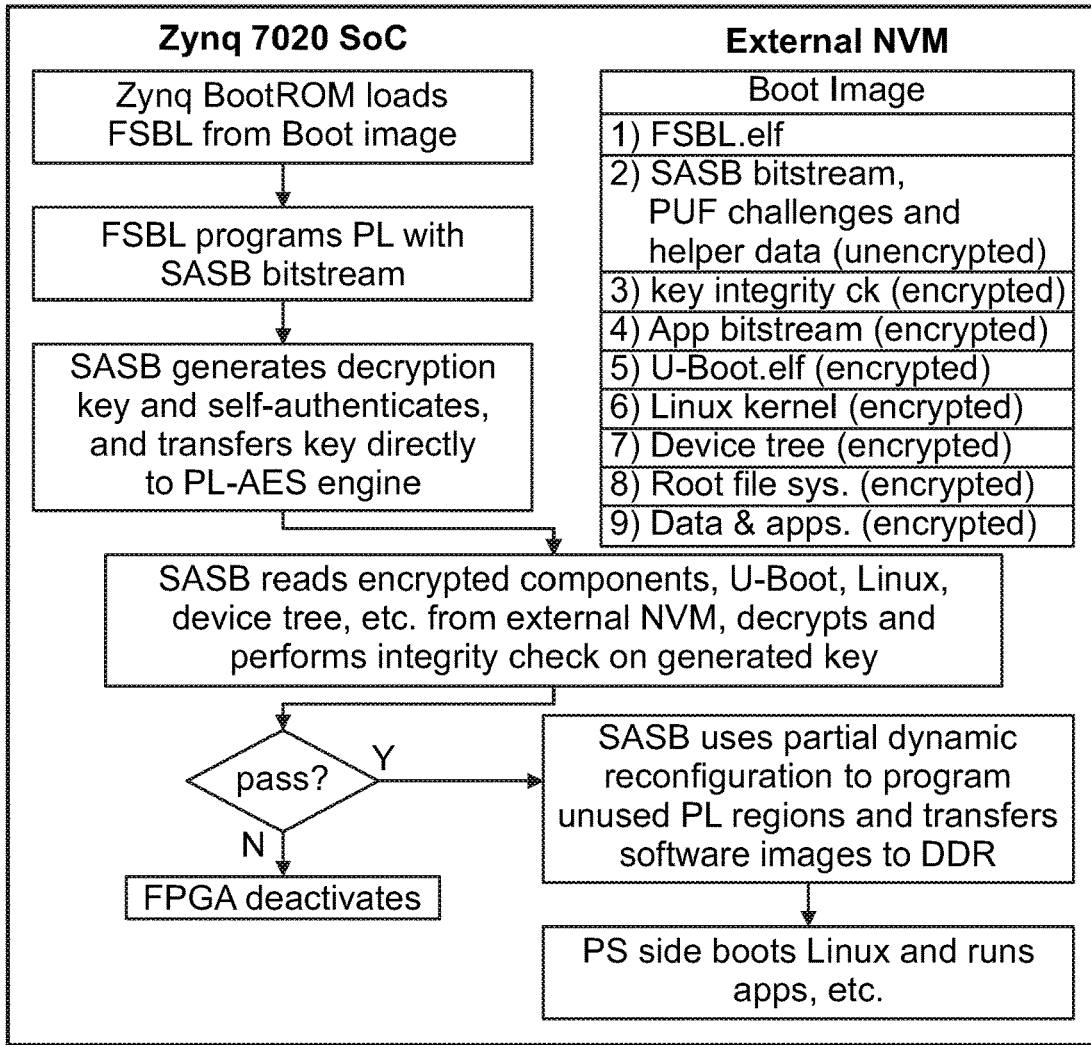 Zynq 7020 SoC
Zynq BootROM loads
FSBL from Boot image
FSBL programs PL with
SASB bitstream
SASB generates decryption
key and self-authenticates,
and transfers key directly
to PL-AES engine
External NVM
Boot Image
1) FSBL.elf
2) SASB bitstream,
PUF challenges and
helper data (unencrypted)
3) key integrity ck (encrypted)
4) App bitstream (encrypted)
5) U-Boot.elf (encrypted)
6) Linux kernel (encrypted)
7) Device tree (encrypted)
8) Root file sys. (encrypted)
9) Data & apps. (encrypted)
SASB reads encrypted components, U-Boot, Linux,
device tree, etc. from external NVM, decrypts and
performs integrity check on generated key
pass?
Y
N
FPGA deactivates
SASB uses partial dynamic
reconfiguration to program
unused PL regions and transfers
software images to DDR
PS side boots Linux and runs
apps, etc.